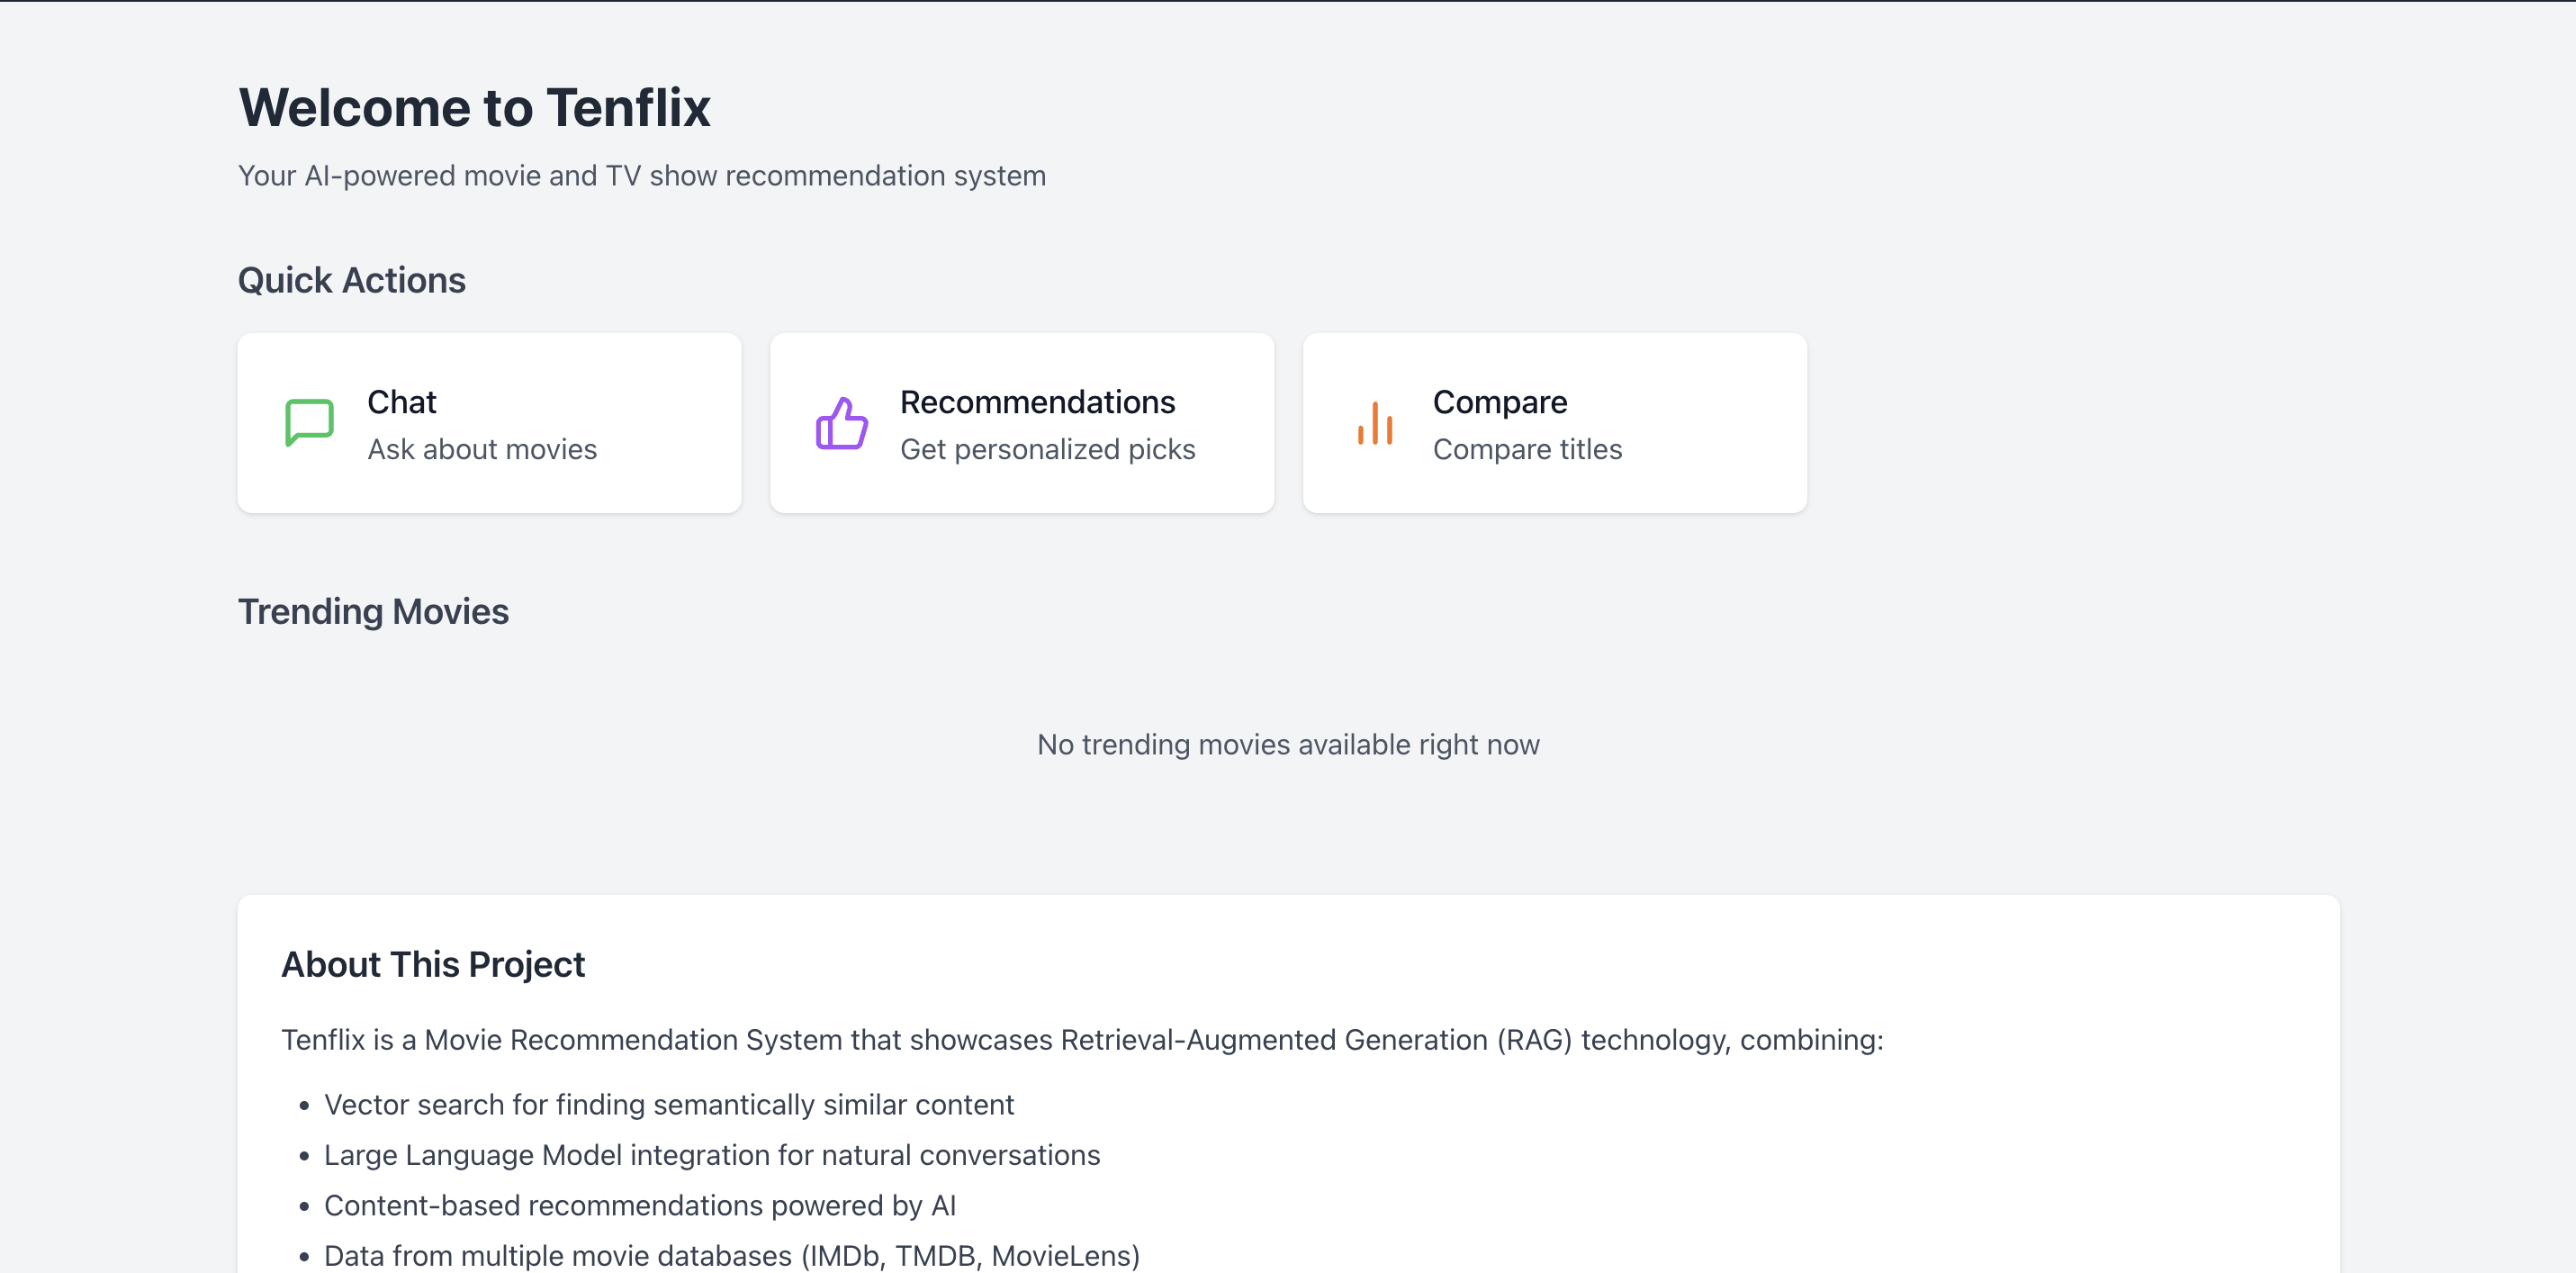 Welcome to Tenflix
Your AI-powered movie and TV show recommendation system
Quick Actions
Chat
Ask about movies
Recommendations
Get personalized picks
Compare
Compare titles
Trending Movies
No trending movies available right now
About This Project
Tenflix is a Movie Recommendation System that showcases Retrieval-Augmented Generation (RAG) technology, combining:
• Vector search for finding semantically similar content
• Large Language Model integration for natural conversations
• Content-based recommendations powered by AI
• Data from multiple movie databases (IMDb, TMDB, MovieLens)